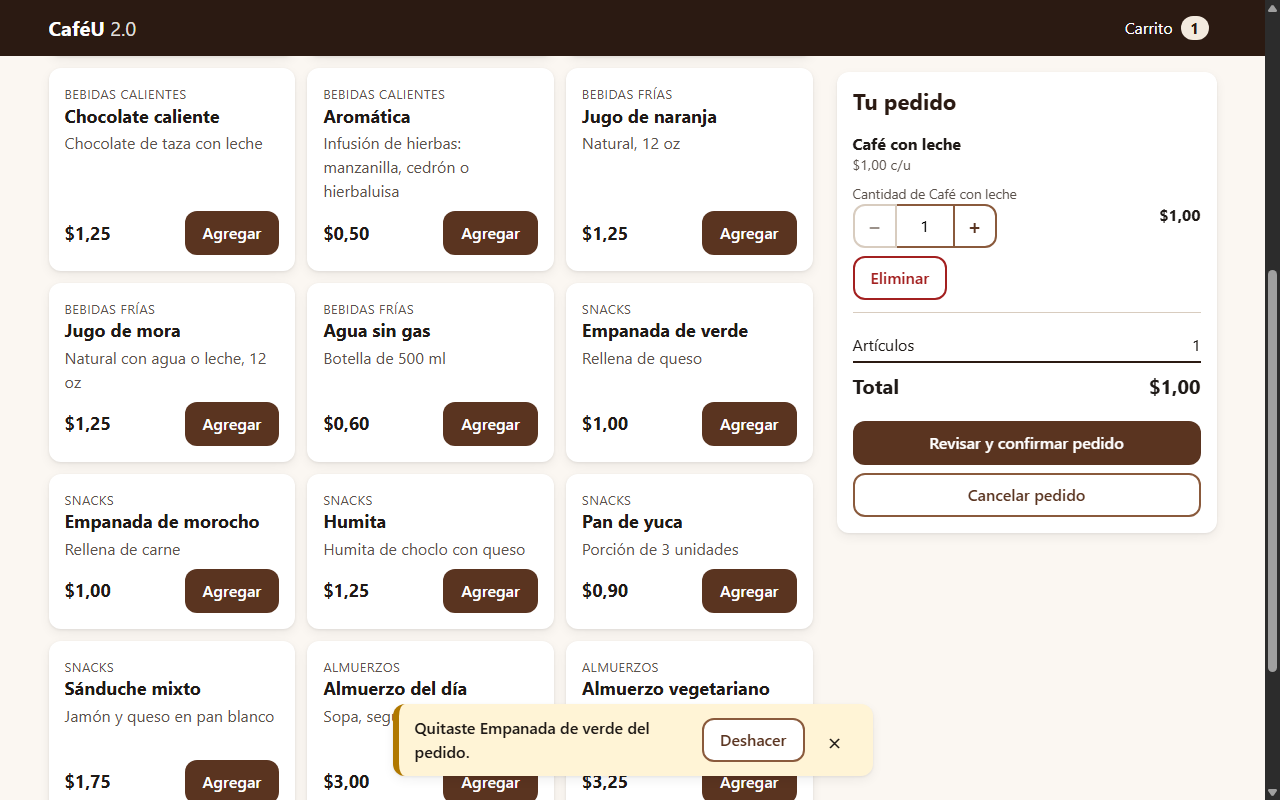 CaféU 2.0
Carrito 1
BEBIDAS CALIENTES
Chocolate caliente
Chocolate de taza con leche
$1,25
Agregar
BEBIDAS CALIENTES
Aromática
Infusión de hierbas:
manzanilla, cedrón o
hierbaluisa
$0,50
Agregar
BEBIDAS FRÍAS
Jugo de naranja
Natural, 12 oz
$1,25
Agregar
BEBIDAS FRÍAS
Jugo de mora
Natural con agua o leche, 12
oz
$1,25
Agregar
BEBIDAS FRÍAS
Agua sin gas
Botella de 500 ml
$0,60
Agregar
SNACKS
Empanada de verde
Rellena de queso
$1,00
Agregar
SNACKS
Empanada de morocho
Rellena de carne
$1,00
Agregar
SNACKS
Humita
Humita de choclo con queso
$1,25
Agregar
SNACKS
Pan de yuca
Porción de 3 unidades
$0,90
Agregar
SNACKS
Sánduche mixto
Jamón y queso en pan blanco
$1,75
Agregar
ALMUERZOS
Almuerzo del día
Sopa,
$3,00
Agregar
ALMUERZOS
Almuerzo vegetariano
$3,25
Agregar
Tu pedido
Café con leche
$1,00 c/u
Cantidad de Café con leche
− 1 +
$1,00
Eliminar
Artículos 1
Total $1,00
Revisar y confirmar pedido
Cancelar pedido
Quitaste Empanada de verde del
pedido.
Deshacer
×